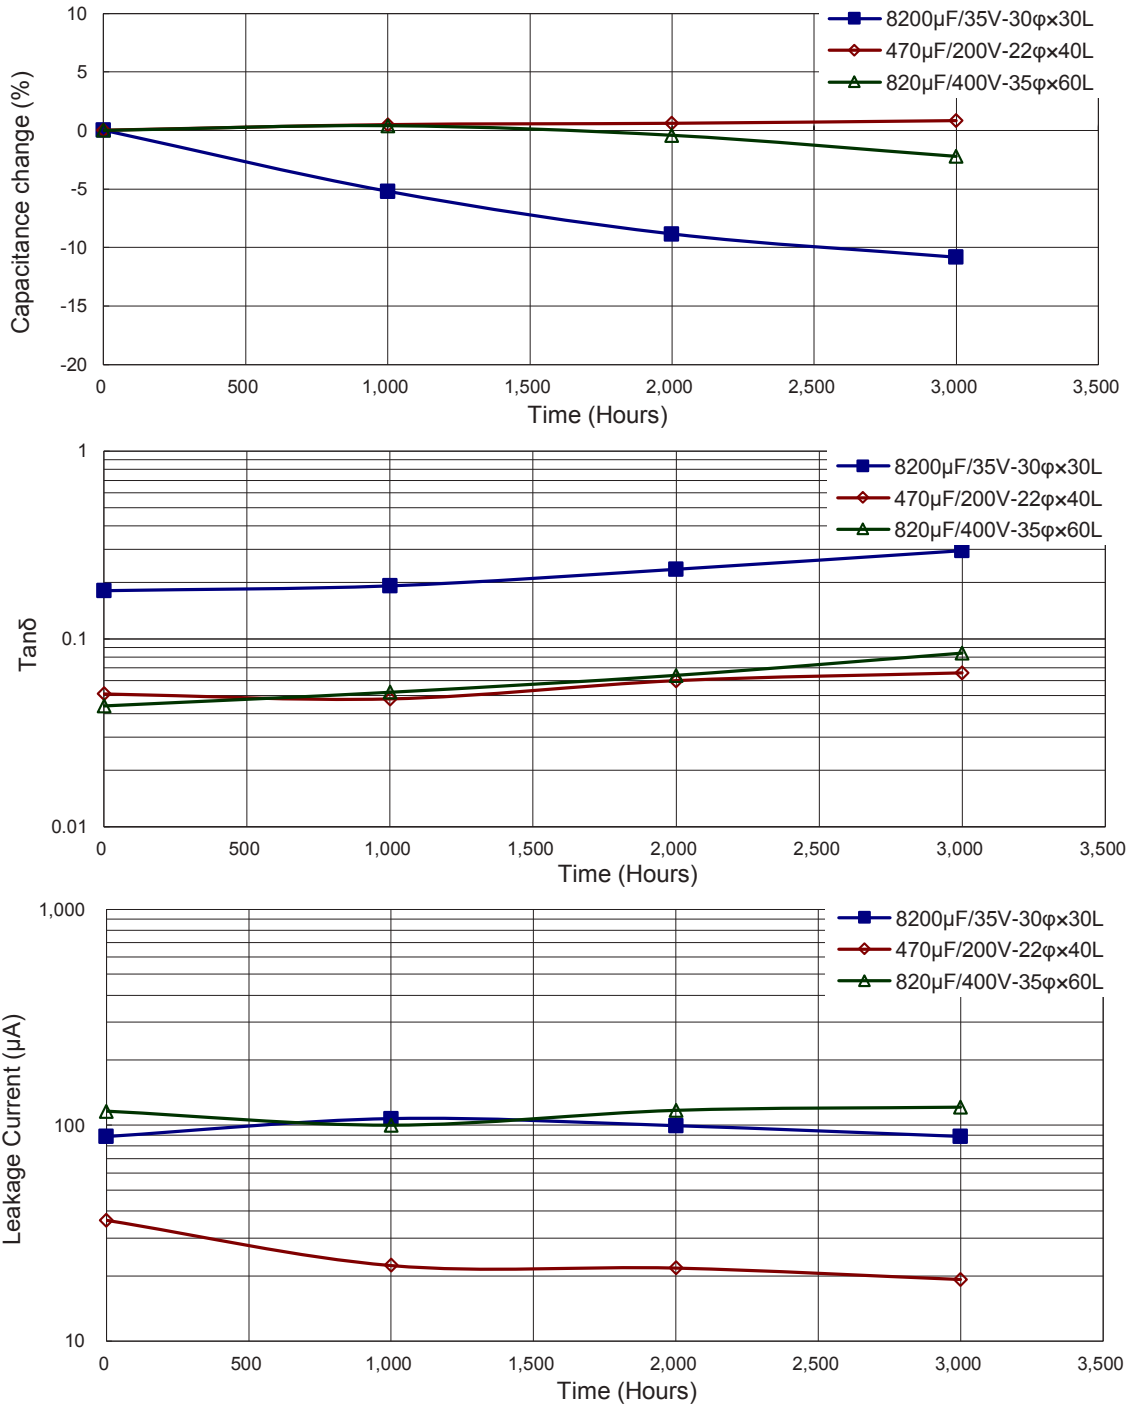 10
5
0
-5
-10
-15
-20
Capacitance change (%)
8200μF/35V-30φ×30L
470μF/200V-22φ×40L
820μF/400V-35φ×60L
0 500 1,000 1,500 2,000 2,500 3,000 3,500
Time (Hours)
1
0.1
0.01
Tanδ
8200μF/35V-30φ×30L
470μF/200V-22φ×40L
820μF/400V-35φ×60L
0 500 1,000 1,500 2,000 2,500 3,000 3,500
Time (Hours)
1,000
100
10
Leakage Current (μA)
8200μF/35V-30φ×30L
470μF/200V-22φ×40L
820μF/400V-35φ×60L
0 500 1,000 1,500 2,000 2,500 3,000 3,500
Time (Hours)